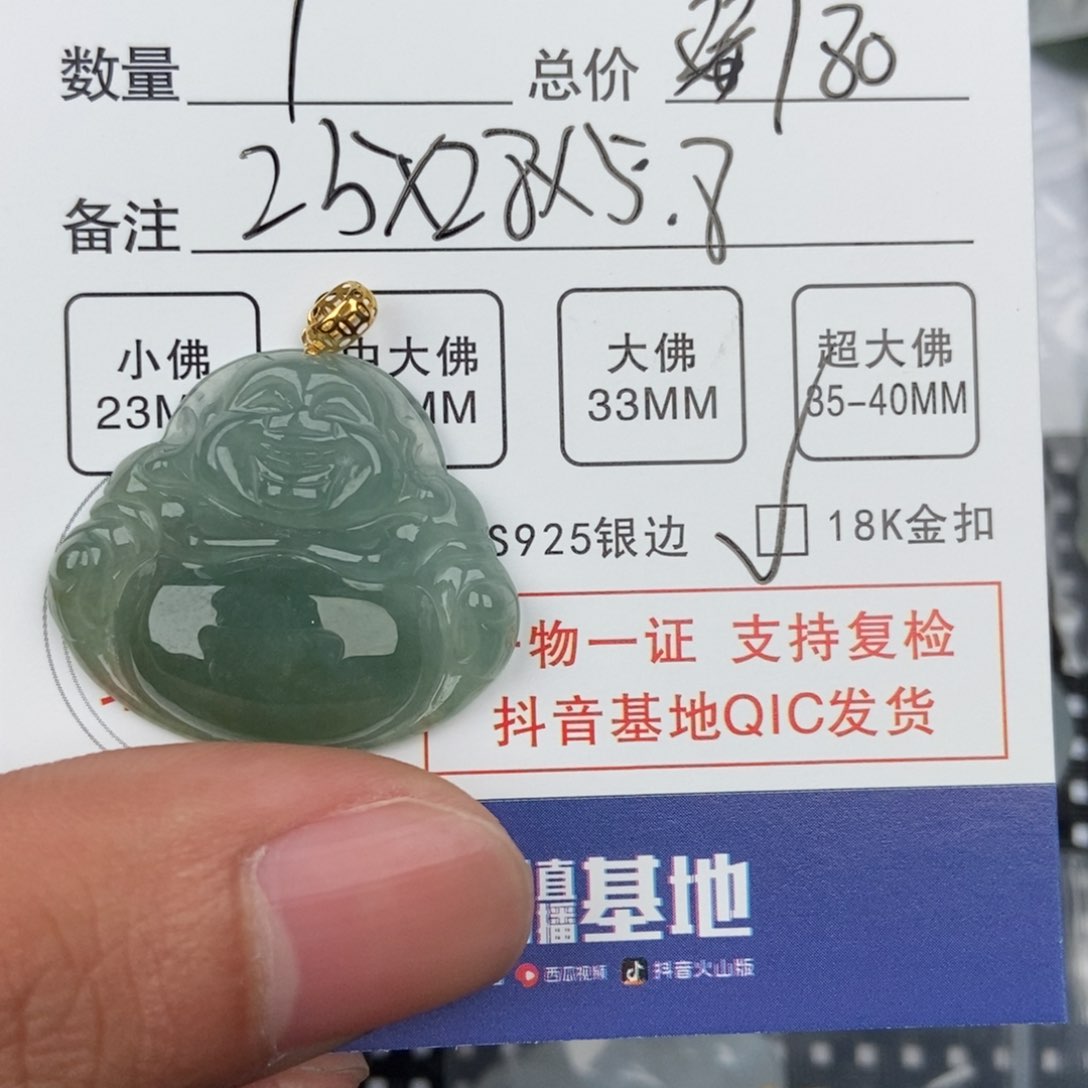 数量 1 总价 180
备注 25X28X5.8
小佛 中大佛 大佛 超大佛
23M MM 33MM 35-40MM
S925银边 18K金扣
物一证 支持复检
抖音基地QIC发货
直播基地
西瓜视频 抖音火山版